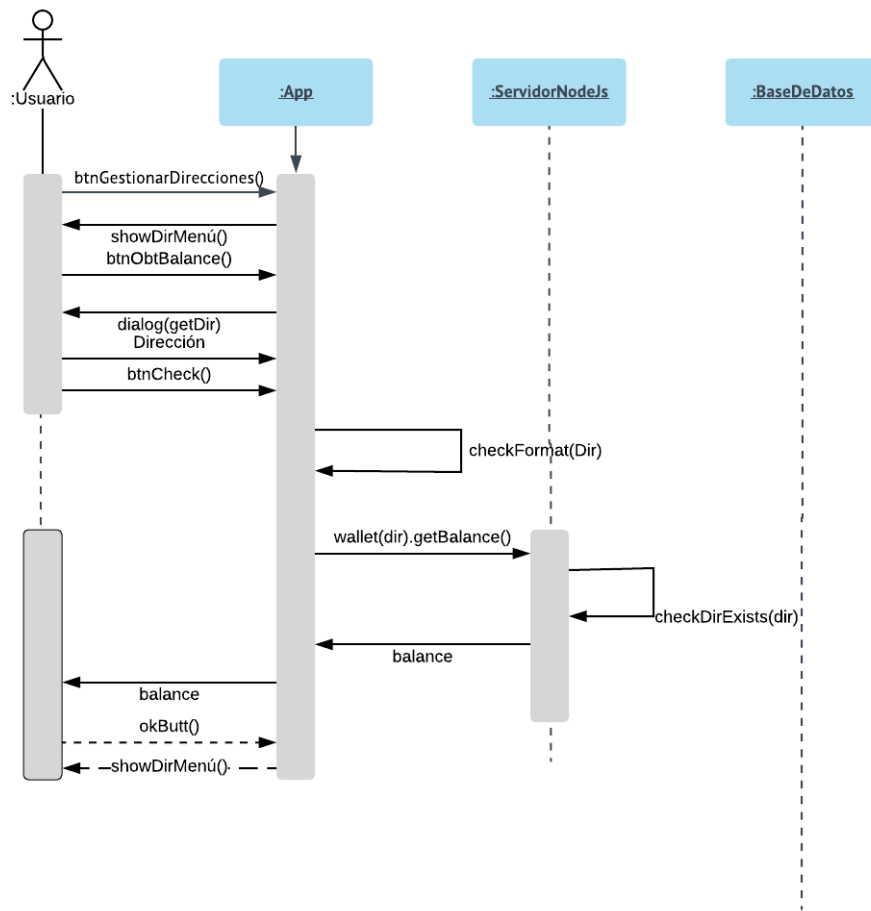 :Usuario
:App
:ServidorNodeJs
:BaseDeDatos
btnGestionarDirecciones()
showDirMenú()
btnObtBalance()
dialog(getDir)
Dirección
btnCheck()
checkFormat(Dir)
wallet(dir).getBalance()
checkDirExists(dir)
balance
balance
okButt()
showDirMenú()